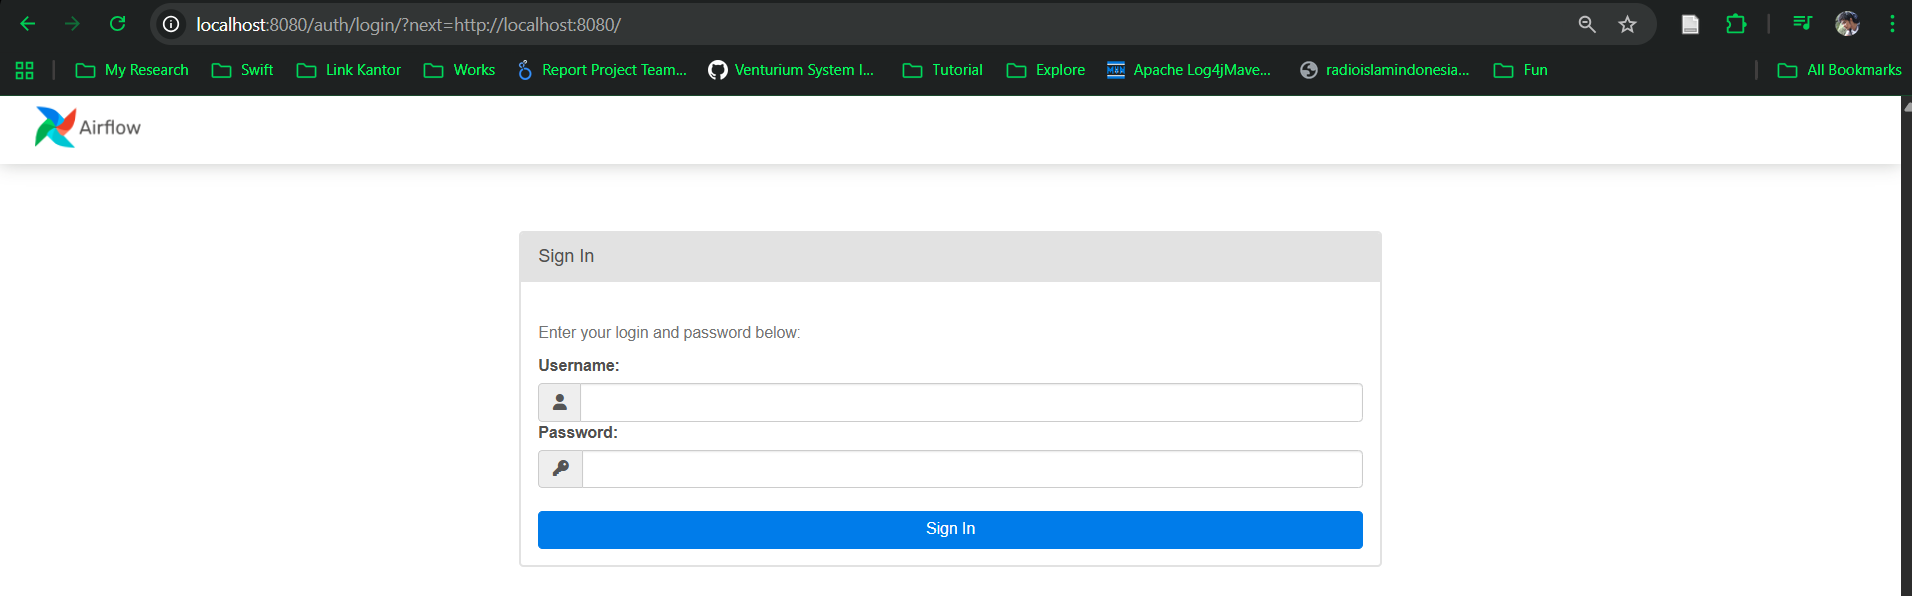 localhost:8080/auth/login/?next=http://localhost:8080/
My Research Swift Link Kantor Works Report Project Team... Venturium System I... Tutorial Explore Apache Log4jMave... radioislamindonesia... Fun All Bookmarks
Airflow
Sign In
Enter your login and password below:
Username:
Password:
Sign In